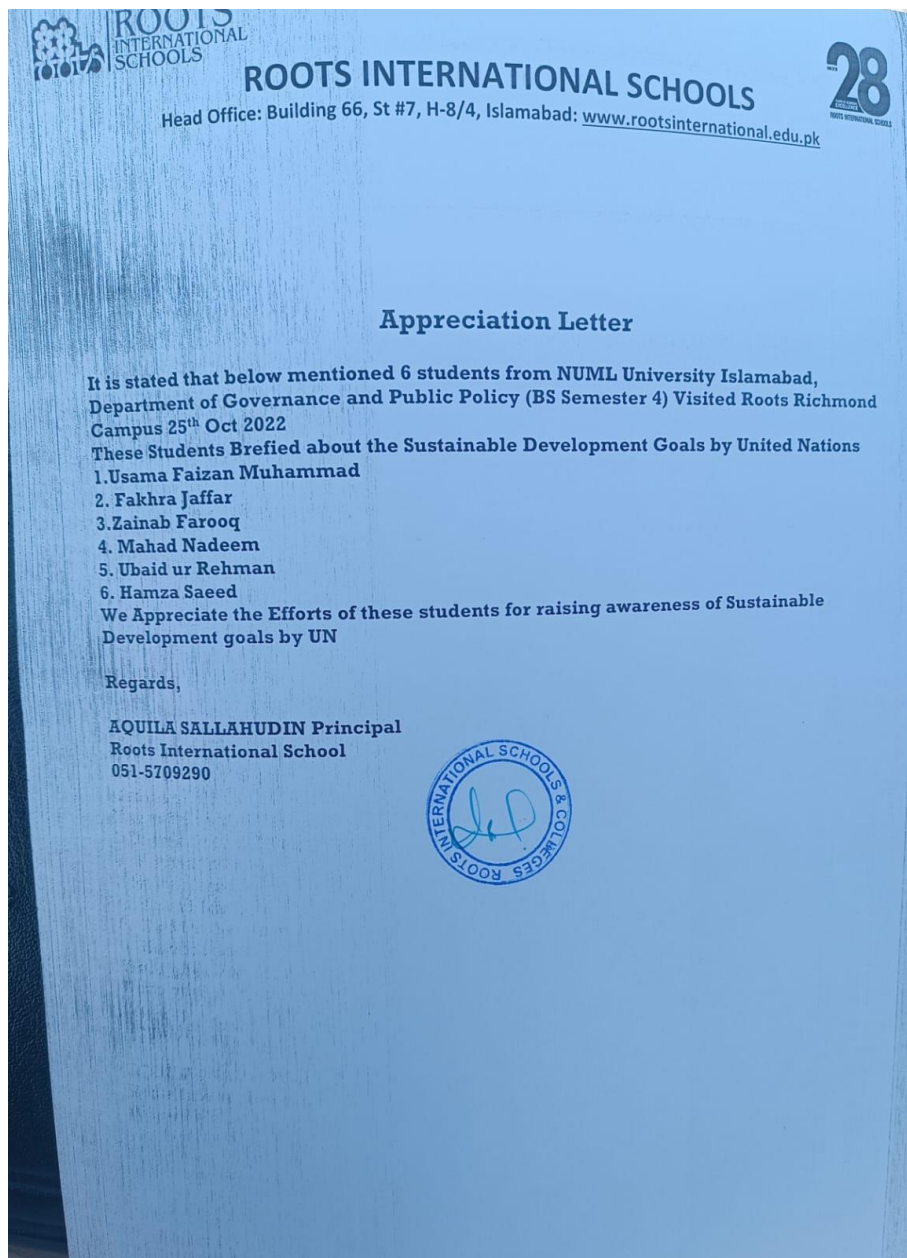 ROOTS
INTERNATIONAL
SCHOOLS
ROOTS INTERNATIONAL SCHOOLS
28
ROOTS INTERNATIONAL SCHOOLS
Head Office: Building 66, St #7, H-8/4, Islamabad: www.rootsinternational.edu.pk
Appreciation Letter
It is stated that below mentioned 6 students from NUML University Islamabad,
Department of Governance and Public Policy (BS Semester 4) Visited Roots Richmond
Campus 25th Oct 2022
These Students Brefied about the Sustainable Development Goals by United Nations
1.Usama Faizan Muhammad
2. Fakhra Jaffar
3.Zainab Farooq
4. Mahad Nadeem
5. Ubaid ur Rehman
6. Hamza Saeed
We Appreciate the Efforts of these students for raising awareness of Sustainable
Development goals by UN
Regards,
AQUILA SALLAHUDIN Principal
Roots International School
051-5709290
ROOTS INTERNATIONAL SCHOOLS & COLLEGES